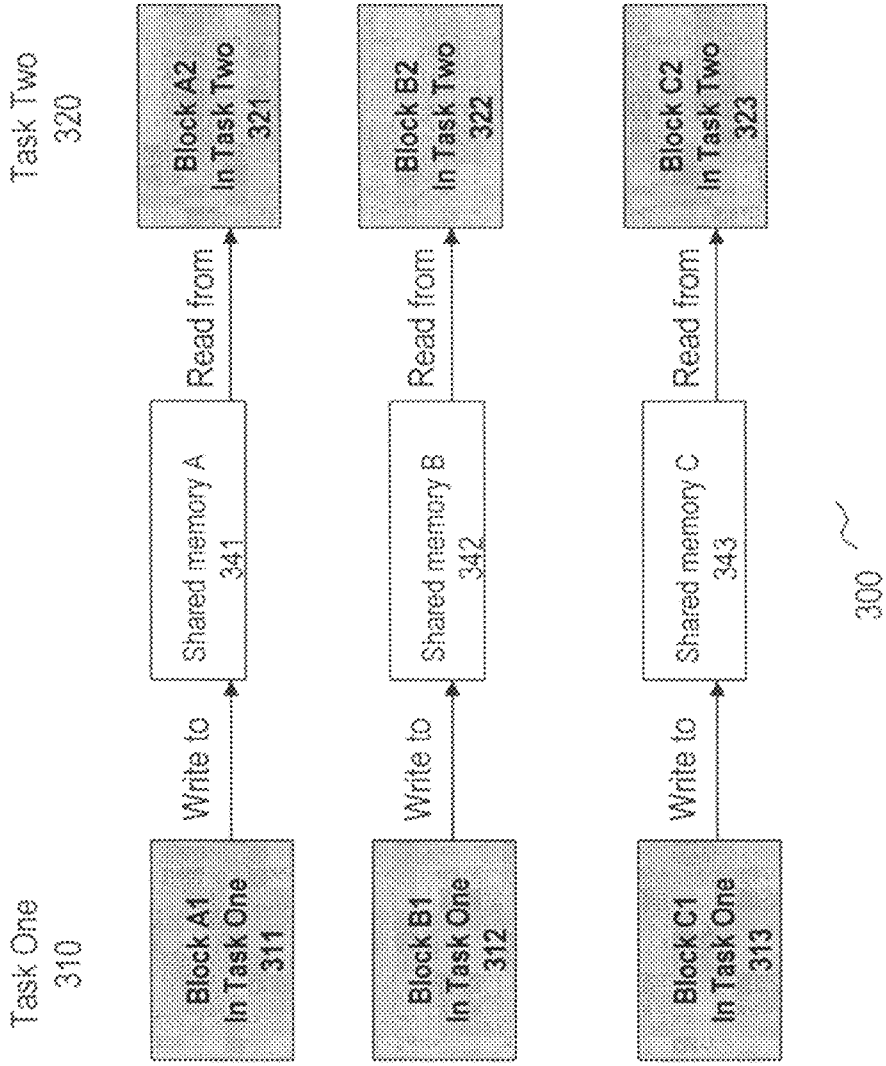 Task One
310
Task Two
320
Block A1
In Task One
311
Write to
Shared memory A
341
Read from
Block A2
In Task Two
321
Block B1
In Task One
312
Write to
Shared memory B
342
Read from
Block B2
In Task Two
322
Block C1
In Task One
313
Write to
Shared memory C
343
Read from
Block C2
In Task Two
323
300